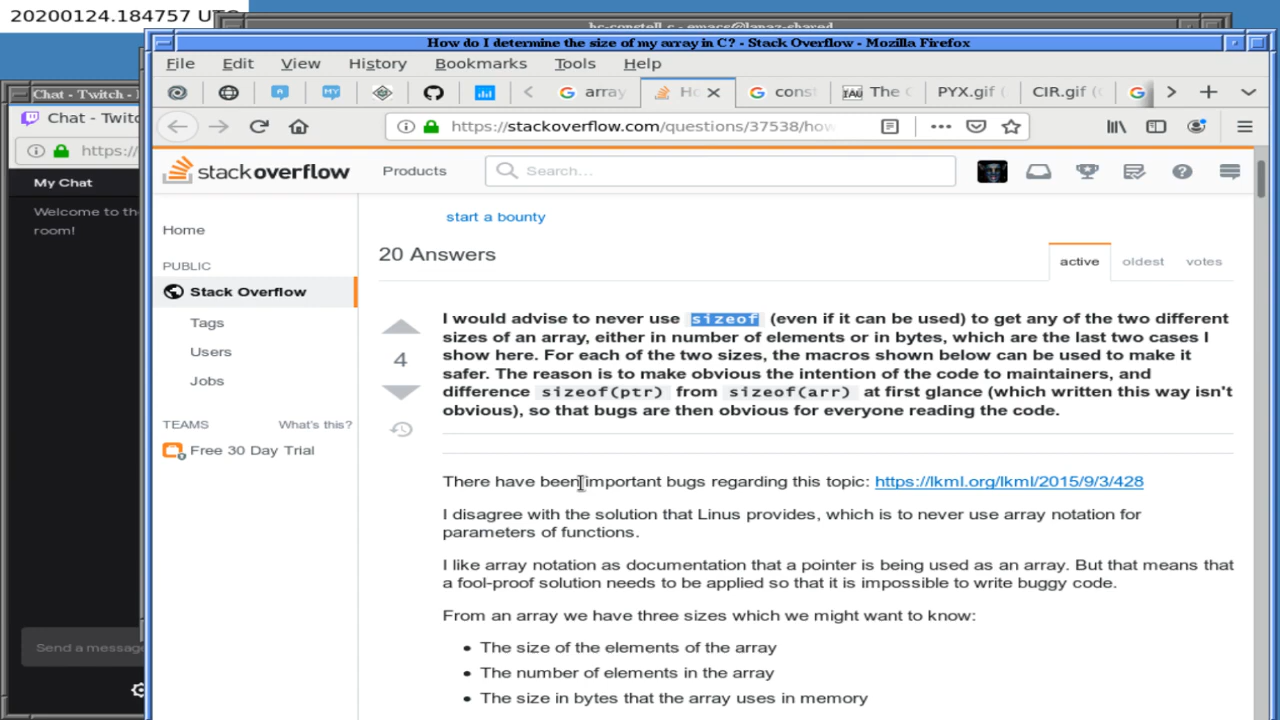 20200124.184757 UTC
hc-constell.c - emacs@lapaz-shared
How do I determine the size of my array in C? - Stack Overflow - Mozilla Firefox
File Edit View History Bookmarks Tools Help
Chat - Twitch -
array
const
The
PYX.gif (
CIR.gif (
Chat - Twitc
https://stackoverflow.com/questions/37538/how
https://
stackoverflow
Products
Search...
My Chat
Welcome to the
room!
start a bounty
Home
20 Answers
active oldest votes
PUBLIC
Stack Overflow
Tags
Users
Jobs
TEAMS What's this?
Free 30 Day Trial
4
I would advise to never use sizeof (even if it can be used) to get any of the two different
sizes of an array, either in number of elements or in bytes, which are the last two cases I
show here. For each of the two sizes, the macros shown below can be used to make it
safer. The reason is to make obvious the intention of the code to maintainers, and
difference sizeof(ptr) from sizeof(arr) at first glance (which written this way isn't
obvious), so that bugs are then obvious for everyone reading the code.
There have been important bugs regarding this topic: https://lkml.org/lkml/2015/9/3/428
I disagree with the solution that Linus provides, which is to never use array notation for
parameters of functions.
I like array notation as documentation that a pointer is being used as an array. But that means that
a fool-proof solution needs to be applied so that it is impossible to write buggy code.
From an array we have three sizes which we might want to know:
• The size of the elements of the array
• The number of elements in the array
• The size in bytes that the array uses in memory
Send a message